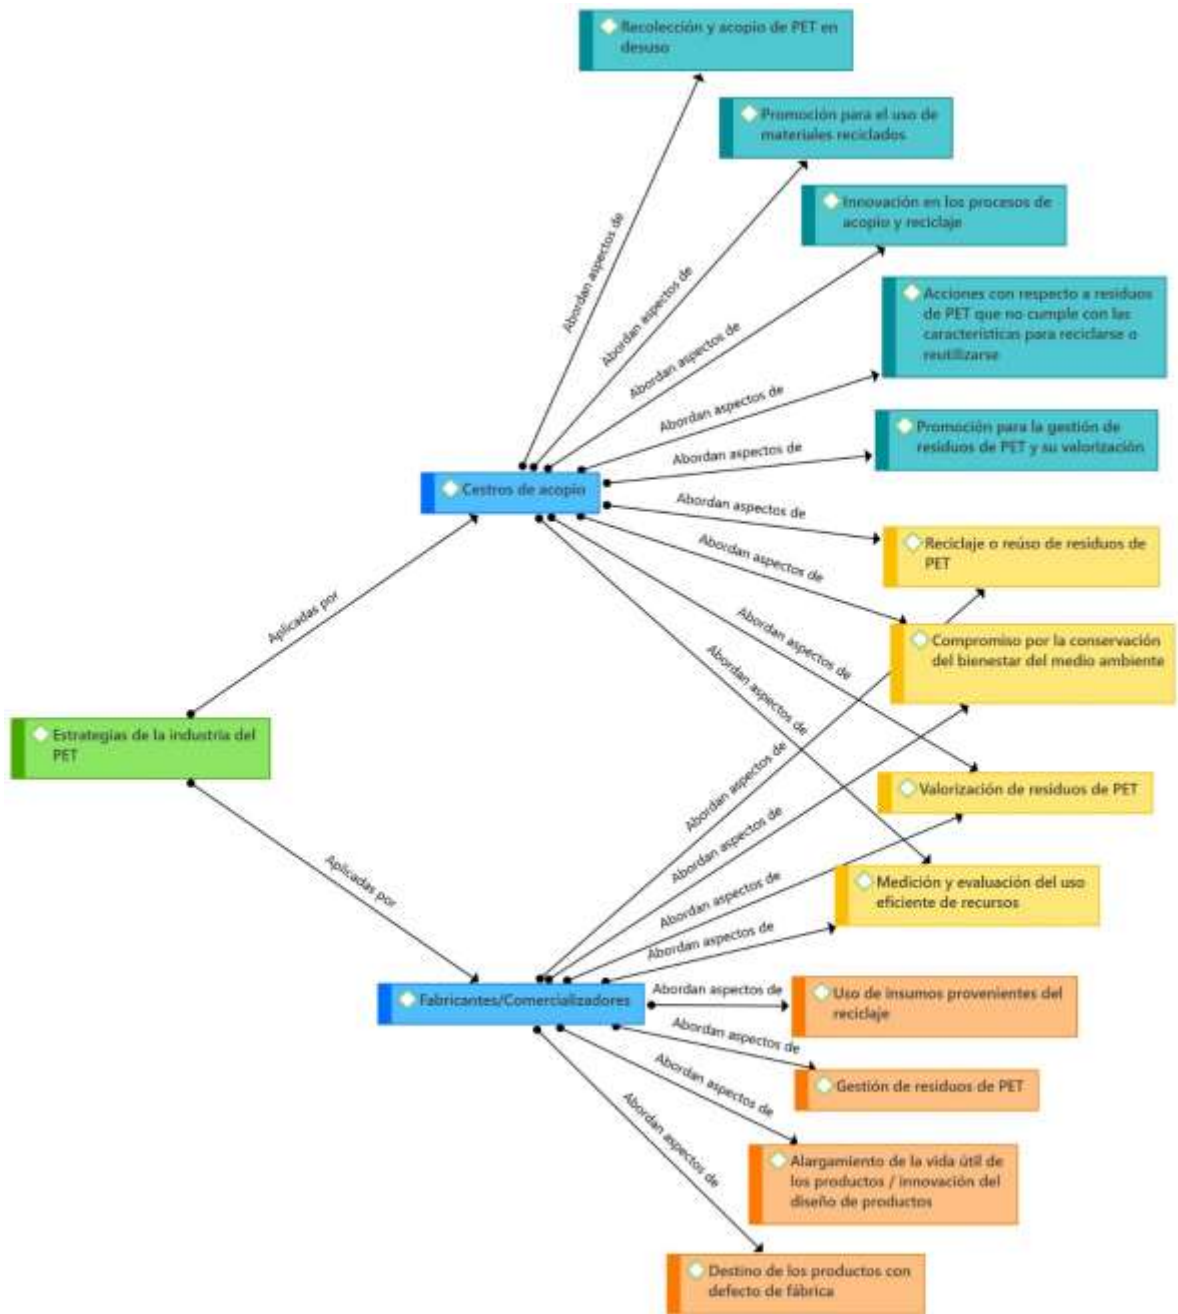 Recolección y acopio de PET en
desuso
Promoción para el uso de
materiales reciclados
Innovación en los procesos de
acopio y reciclaje
Acciones con respecto a residuos
de PET que no cumple con las
características para reciclarse o
reutilizarse
Promoción para la gestión de
residuos de PET y su valorización
Abordan aspectos de
Abordan aspectos de
Abordan aspectos de
Abordan aspectos de
Abordan aspectos de
Cestros de acopio
Abordan aspectos de
Abordan aspectos de
Abordan aspectos de
Abordan aspectos de
Reciclaje o reúso de residuos de
PET
Compromiso por la conservación
del bienestar del medio ambiente
Aplicadas por
Estrategias de la industria del
PET
Aplicadas por
Valorización de residuos de PET
Medición y evaluación del uso
eficiente de recursos
Abordan aspectos de
Abordan aspectos de
Abordan aspectos de
Abordan aspectos de
Fabricantes/Comercializadores
Abordan aspectos de
Abordan aspectos de
Abordan aspectos de
Abordan aspectos de
Uso de insumos provenientes del
reciclaje
Gestión de residuos de PET
Alargamiento de la vida útil de
los productos / innovación del
diseño de productos
Destino de los productos con
defecto de fábrica